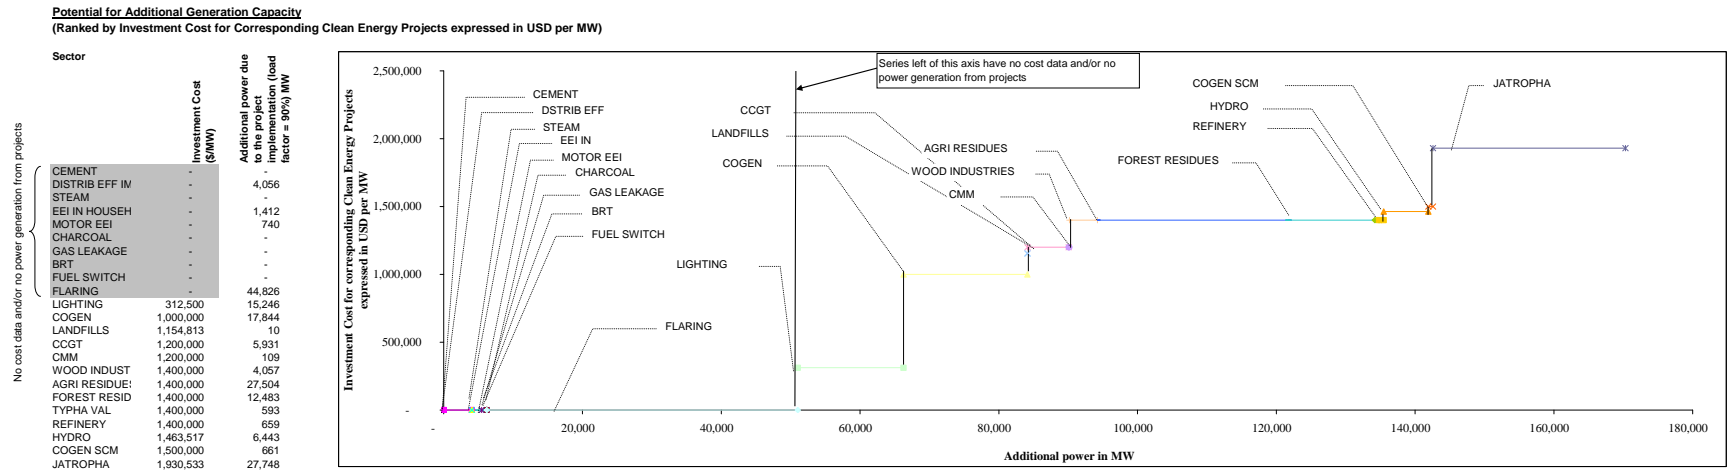 Potential for Additional Generation Capacity
(Ranked by Investment Cost for Corresponding Clean Energy Projects expressed in USD per MW)
Sector
Investment Cost ($/MW)
Additional power due to the project implementation (load factor = 90%) MW
No cost data and/or no power generation from projects
CEMENT - -
DISTRIB EFF IM - 4,056
STEAM - -
EEI IN HOUSEH - 1,412
MOTOR EEI - 740
CHARCOAL - -
GAS LEAKAGE - -
BRT - -
FUEL SWITCH - -
FLARING - 44,826
LIGHTING 312,500 15,246
COGEN 1,000,000 17,844
LANDFILLS 1,154,813 10
CCGT 1,200,000 5,931
CMM 1,200,000 109
WOOD INDUST 1,400,000 4,057
AGRI RESIDUES 1,400,000 27,504
FOREST RESID 1,400,000 12,483
TYPHA VAL 1,400,000 593
REFINERY 1,400,000 659
HYDRO 1,463,517 6,443
COGEN SCM 1,500,000 661
JATROPHA 1,930,533 27,748
Investment Cost for corresponding Clean Energy Projects
expressed in USD per MW
2,500,000
2,000,000
1,500,000
1,000,000
500,000
-
Series left of this axis have no cost data and/or no
power generation from projects
CEMENT
DSTRIB EFF
STEAM
EEI IN
MOTOR EEI
CHARCOAL
GAS LEAKAGE
BRT
FUEL SWITCH
FLARING
LIGHTING
CCGT
LANDFILLS
COGEN
AGRI RESIDUES
WOOD INDUSTRIES
CMM
FOREST RESIDUES
COGEN SCM
HYDRO
REFINERY
JATROPHA
- 20,000 40,000 60,000 80,000 100,000 120,000 140,000 160,000 180,000
Additional power in MW